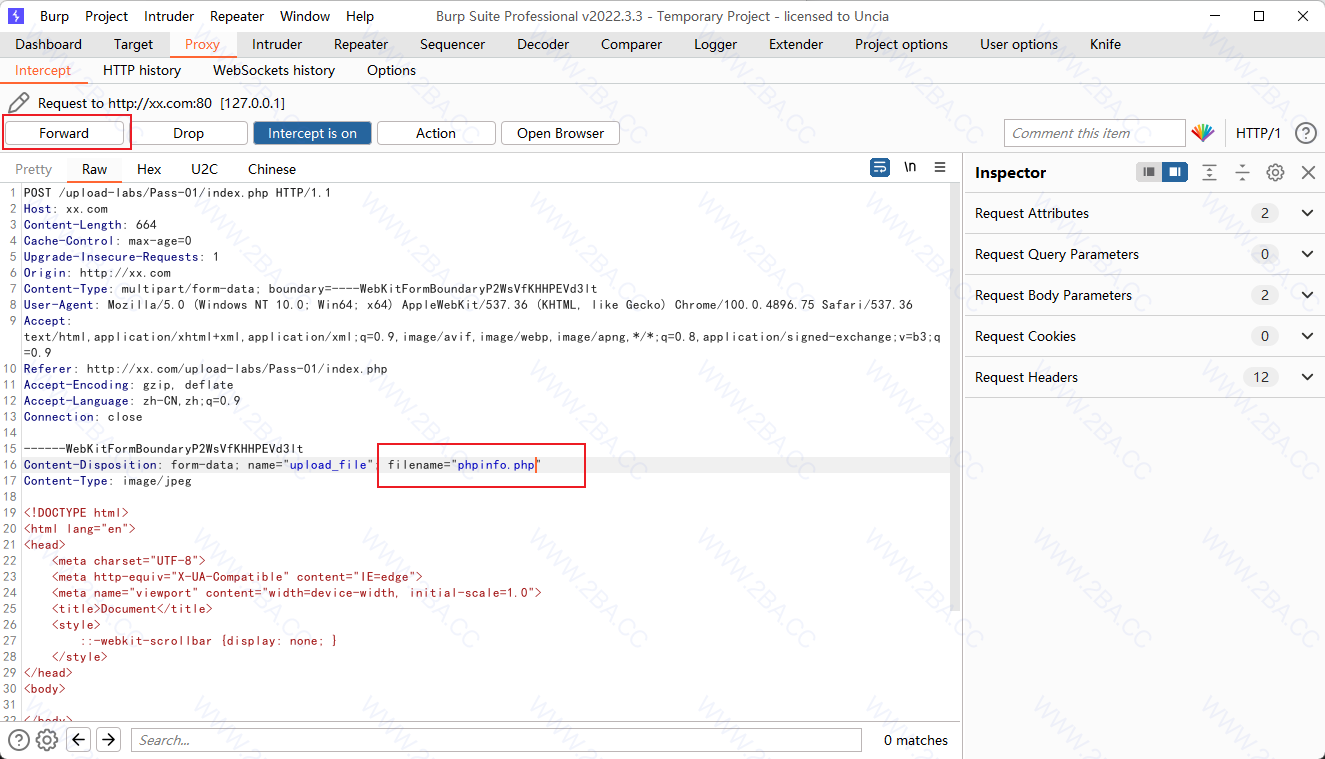 Burp Project Intruder Repeater Window Help Burp Suite Professional v2022.3.3 - Temporary Project - licensed to Uncia
Dashboard Target Proxy Intruder Repeater Sequencer Decoder Comparer Logger Extender Project options User options Knife
Intercept HTTP history WebSockets history Options
Request to http://xx.com:80 [127.0.0.1]
Forward Drop Intercept is on Action Open Browser Comment this item HTTP/1 ?
Pretty Raw Hex U2C Chinese \n
Inspector
Request Attributes 2
Request Query Parameters 0
Request Body Parameters 2
Request Cookies 0
Request Headers 12
1 POST /upload-labs/Pass-01/index.php HTTP/1.1
2 Host: xx.com
3 Content-Length: 664
4 Cache-Control: max-age=0
5 Upgrade-Insecure-Requests: 1
6 Origin: http://xx.com
7 Content-Type: multipart/form-data; boundary=----WebKitFormBoundaryP2WsVfKHHPEVd3lt
8 User-Agent: Mozilla/5.0 (Windows NT 10.0; Win64; x64) AppleWebKit/537.36 (KHTML, like Gecko) Chrome/100.0.4896.75 Safari/537.36
9 Accept:
text/html,application/xhtml+xml,application/xml;q=0.9,image/avif,image/webp,image/apng,*/*;q=0.8,application/signed-exchange;v=b3;q
=0.9
10 Referer: http://xx.com/upload-labs/Pass-01/index.php
11 Accept-Encoding: gzip, deflate
12 Accept-Language: zh-CN,zh;q=0.9
13 Connection: close
14
15 ------WebKitFormBoundaryP2WsVfKHHPEVd3lt
16 Content-Disposition: form-data; name="upload_file"; filename="phpinfo.php"
17 Content-Type: image/jpeg
18
19 <!DOCTYPE html>
20 <html lang="en">
21 <head>
22 <meta charset="UTF-8">
23 <meta http-equiv="X-UA-Compatible" content="IE=edge">
24 <meta name="viewport" content="width=device-width, initial-scale=1.0">
25 <title>Document</title>
26 <style>
27 ::-webkit-scrollbar {display: none; }
28 </style>
29 </head>
30 <body>
31
32 </body>
? Search... 0 matches
WWW.2BA.CC